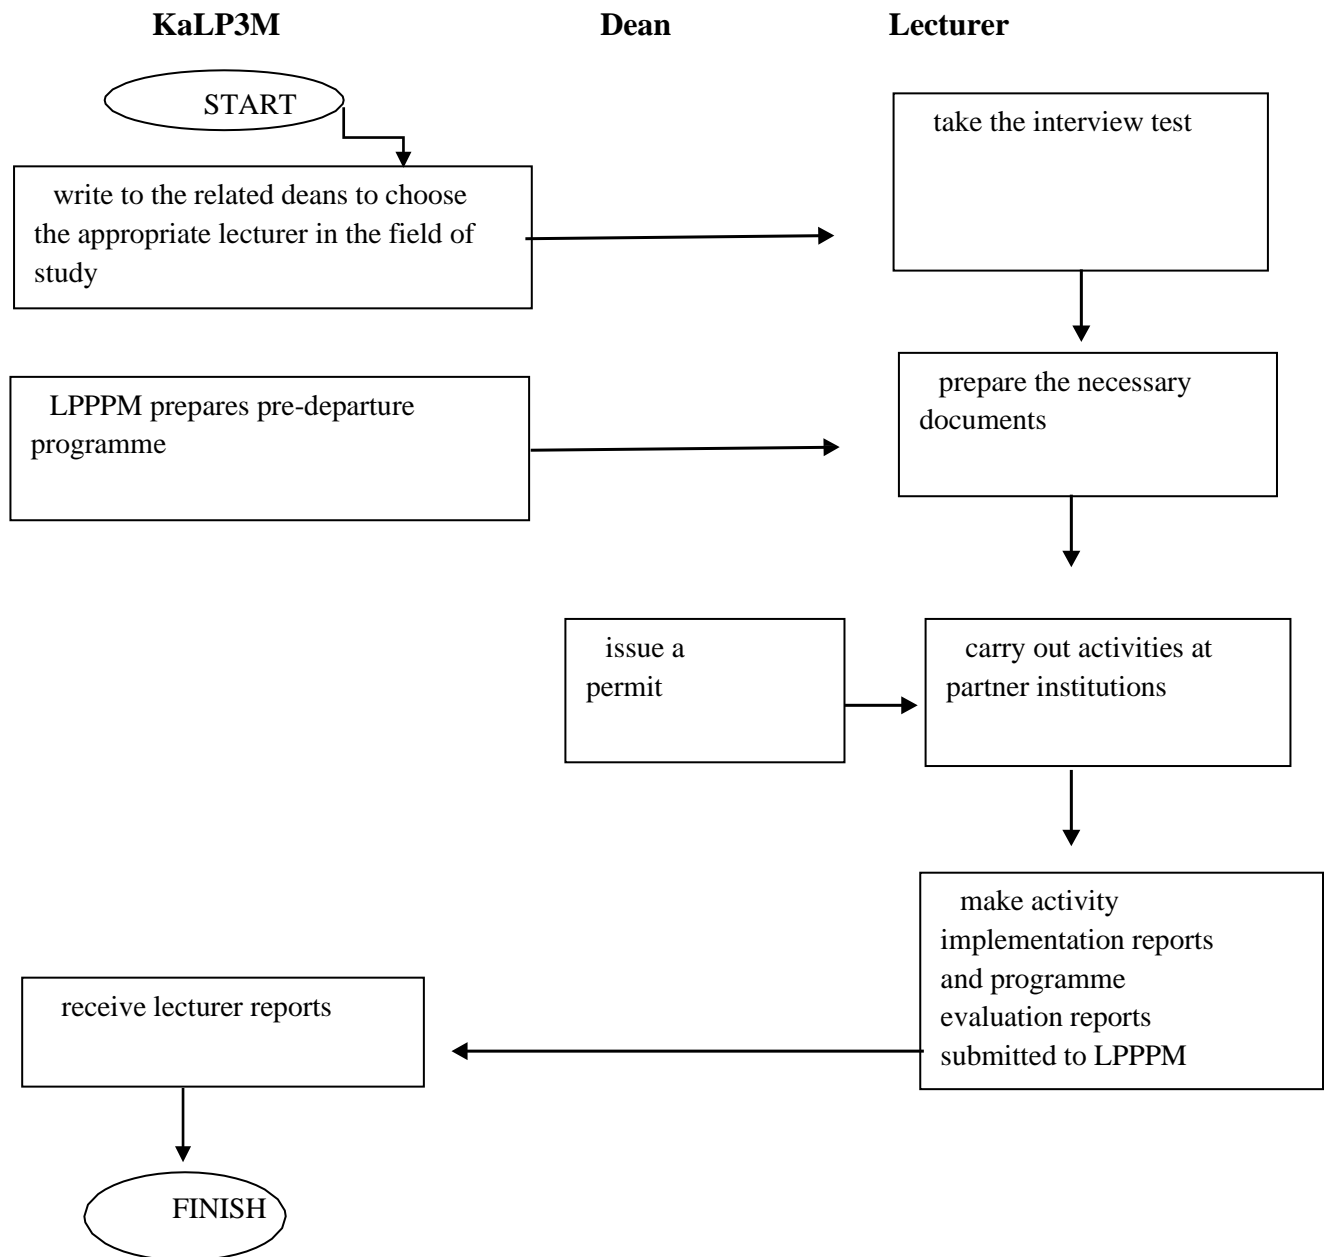 KaLP3M Dean Lecturer
START
take the interview test
write to the related deans to choose
the appropriate lecturer in the field of
study
LPPPM prepares pre-departure
programme
prepare the necessary
documents
issue a
permit
carry out activities at
partner institutions
make activity
implementation reports
and programme
evaluation reports
submitted to LPPPM
receive lecturer reports
FINISH